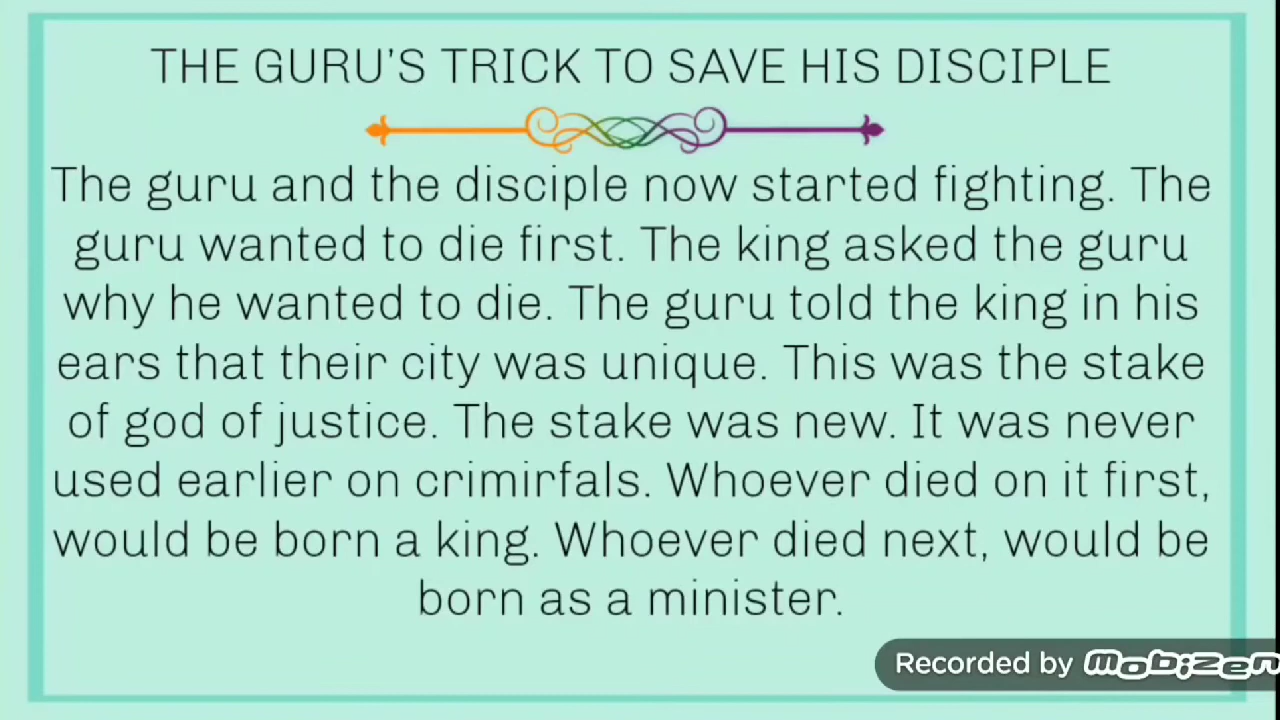 THE GURU'S TRICK TO SAVE HIS DISCIPLE
The guru and the disciple now started fighting. The
guru wanted to die first. The king asked the guru
why he wanted to die. The guru told the king in his
ears that their city was unique. This was the stake
of god of justice. The stake was new. It was never
used earlier on crimirfals. Whoever died on it first,
would be born a king. Whoever died next, would be
born as a minister.
Recorded by Mobizen